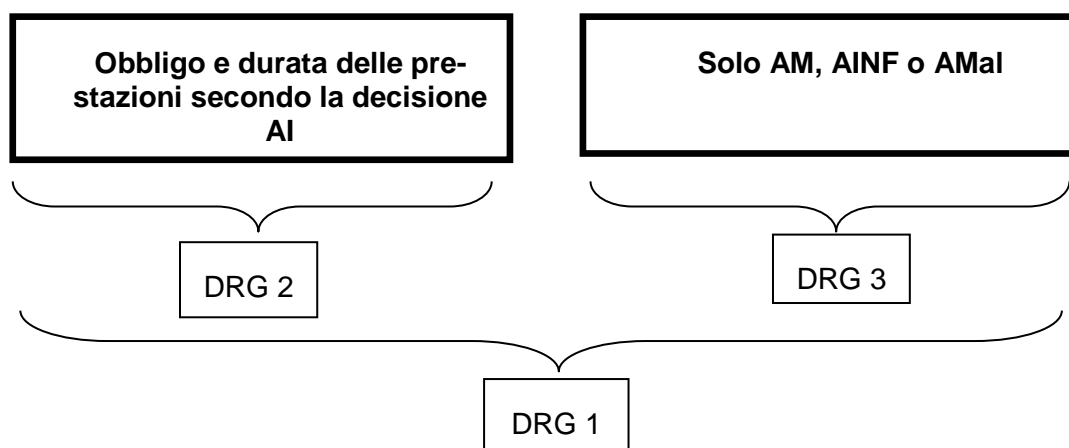 Obbligo e durata delle pre-
stazioni secondo la decisione
AI
Solo AM, AINF o AMal
DRG 2
DRG 3
DRG 1